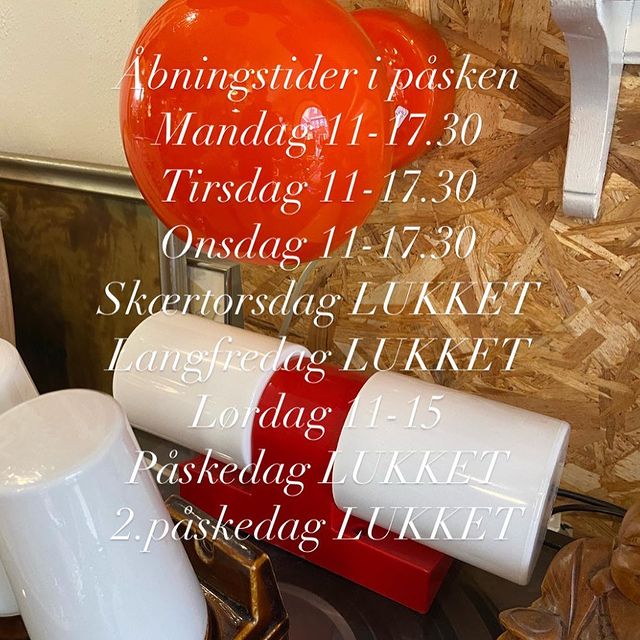 Åbningstider i påsken
Mandag 11-17.30
Tirsdag 11-17.30
Onsdag 11-17.30
Skærtorsdag LUKKET
Langfredag LUKKET
Lørdag 11-15
Påskedag LUKKET
2.påskedag LUKKET